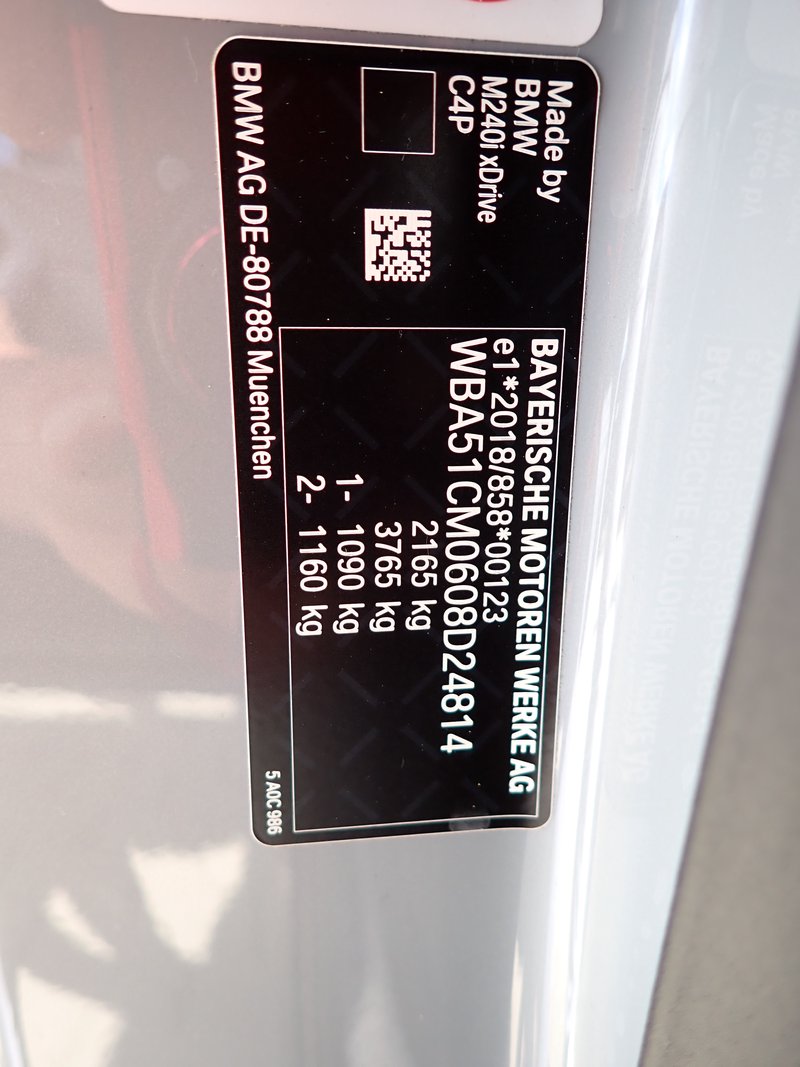 Made by
BMW
M240i xDrive
C4P
BAYERISCHE MOTOREN WERKE AG
e1*2018/858*00123
WBA51CM0608D24814
2165 kg
3765 kg
1- 1090 kg
2- 1160 kg
BMW AG DE-80788 Muenchen
5 A0C 986